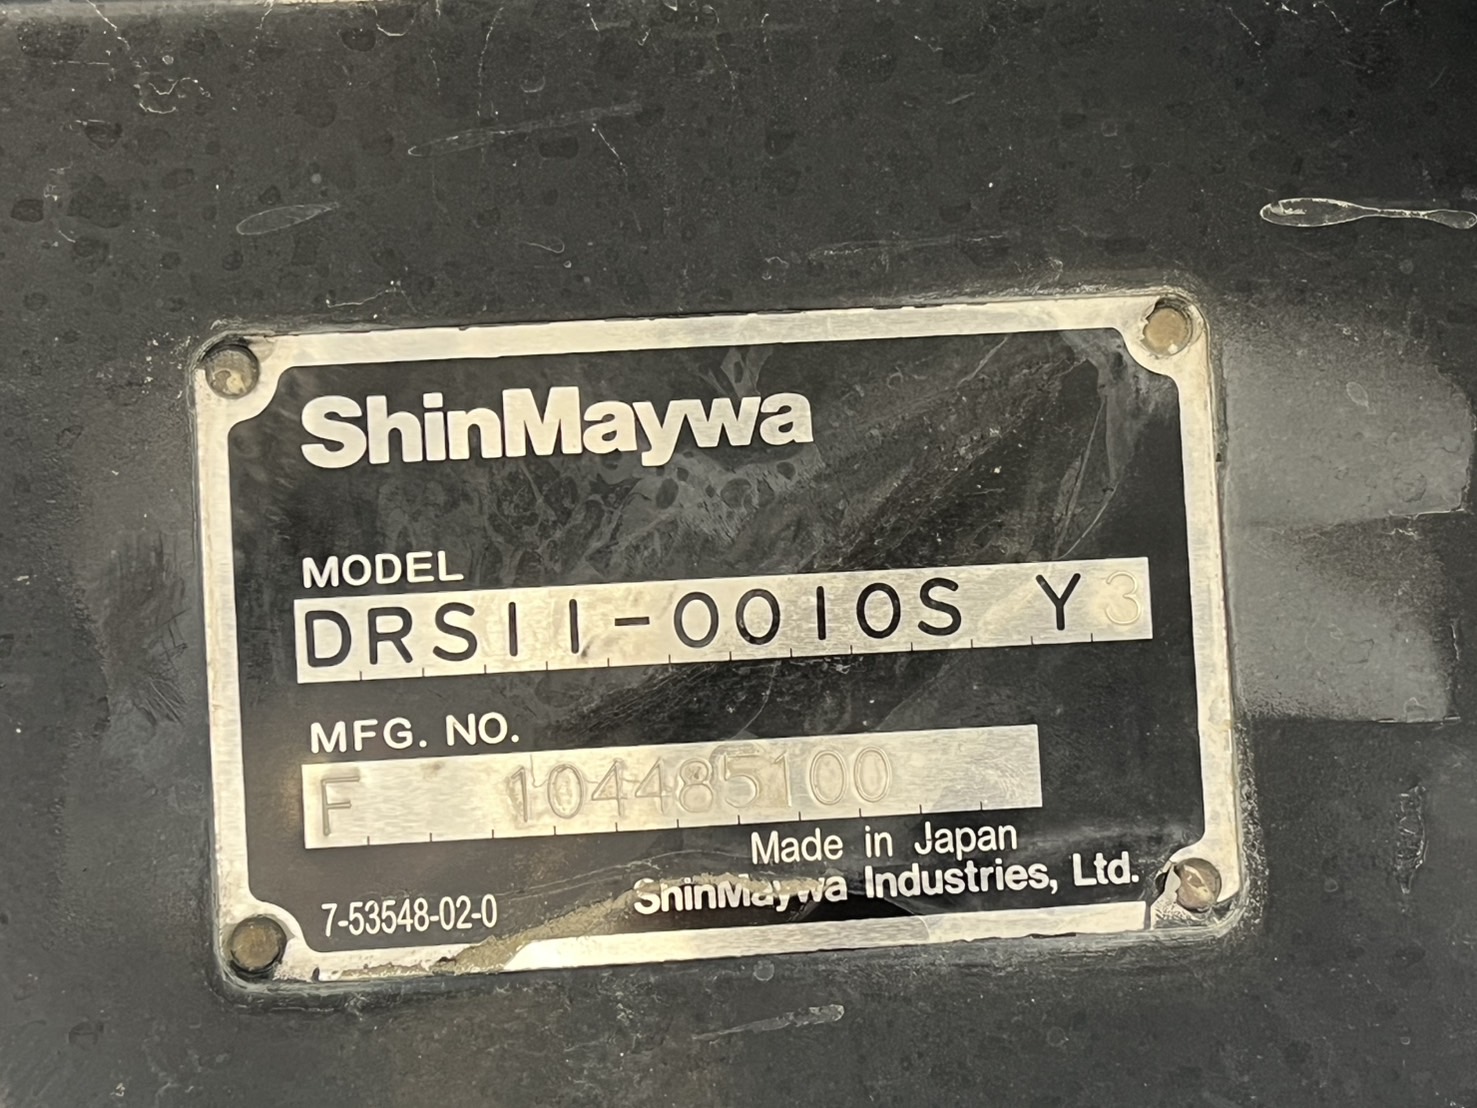 ShinMaywa
MODEL
DRS11-0010S Y3
MFG. NO.
F 104485100
Made in Japan
ShinMaywa Industries, Ltd.
7-53548-02-0